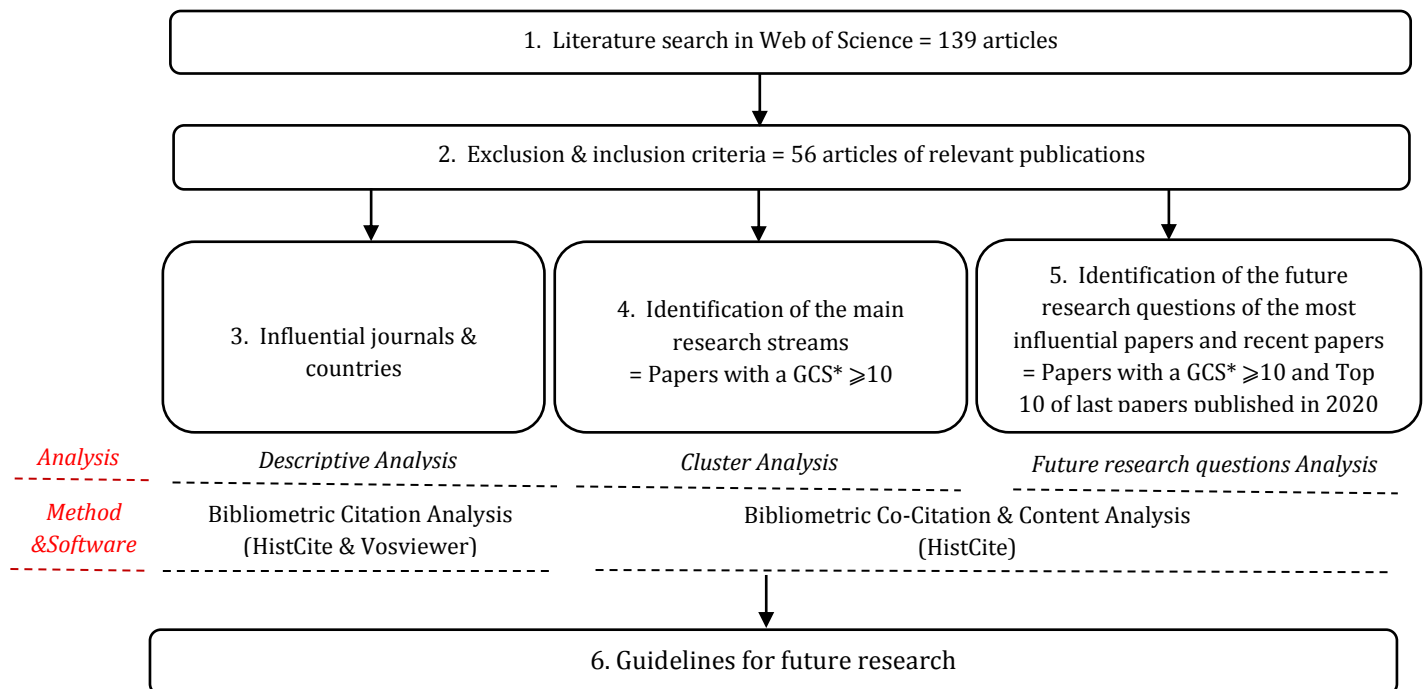 1. Literature search in Web of Science = 139 articles
2. Exclusion & inclusion criteria = 56 articles of relevant publications
3. Influential journals &
countries
4. Identification of the main
research streams
= Papers with a GCS* ⩾10
5. Identification of the future
research questions of the most
influential papers and recent papers
= Papers with a GCS* ⩾10 and Top
10 of last papers published in 2020
Analysis
Descriptive Analysis
Cluster Analysis
Future research questions Analysis
Method
&Software
Bibliometric Citation Analysis
(HistCite & Vosviewer)
Bibliometric Co-Citation & Content Analysis
(HistCite)
6. Guidelines for future research